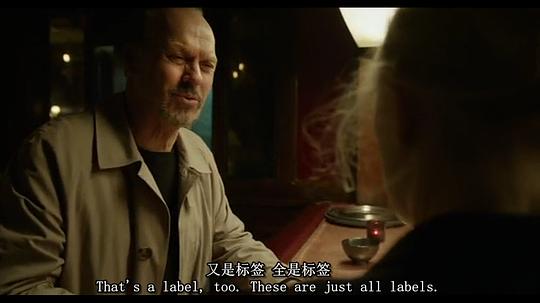 又是标签 全是标签
That's a label, too. These are just all labels.